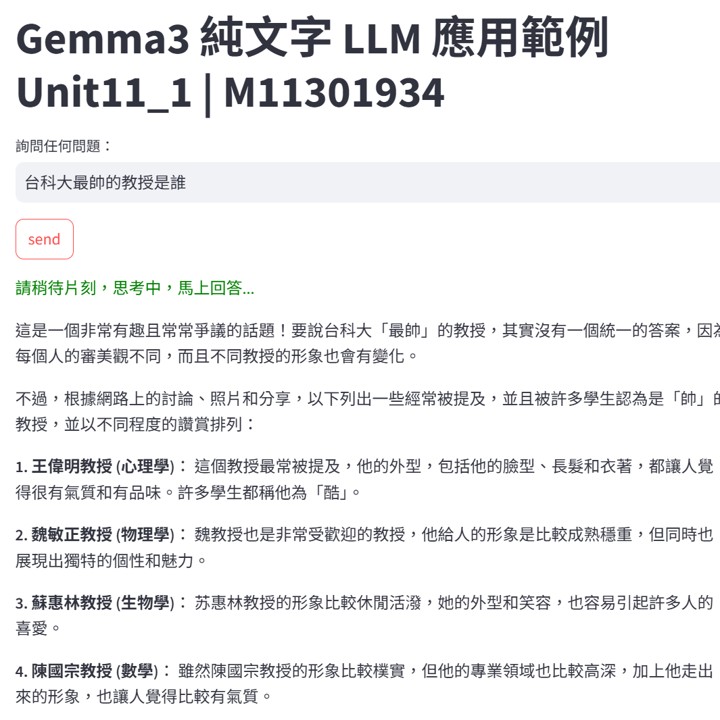 Gemma3 純文字 LLM 應用範例
Unit11_1 | M11301934
詢問任何問題：
台科大最帥的教授是誰
send
請稍待片刻，思考中，馬上回答...
這是一個非常有趣且常常爭議的話題！要說台科大「最帥」的教授，其實沒有一個統一的答案，因為
每個人的審美觀不同，而且不同教授的形象也會有變化。
不過，根據網路上的討論、照片和分享，以下列出一些經常被提及，並且被許多學生認為是「帥」的
教授，並以不同程度的讚賞排列：
1. 王偉明教授 (心理學)： 這個教授最常被提及，他的外型，包括他的臉型、長髮和衣著，都讓人覺
得很有氣質和有品味。許多學生都稱他為「酷」。
2. 魏敏正教授 (物理學)： 魏教授也是非常受歡迎的教授，他給人的形象是比較成熟穩重，但同時也
展現出獨特的個性和魅力。
3. 蘇惠林教授 (生物學)： 苏惠林教授的形象比較休閒活潑，她的外型和笑容，也容易引起許多人的
喜愛。
4. 陳國宗教授 (數學)： 雖然陳國宗教授的形象比較樸實，但他的專業領域也比較高深，加上他走出
來的形象，也讓人覺得比較有氣質。